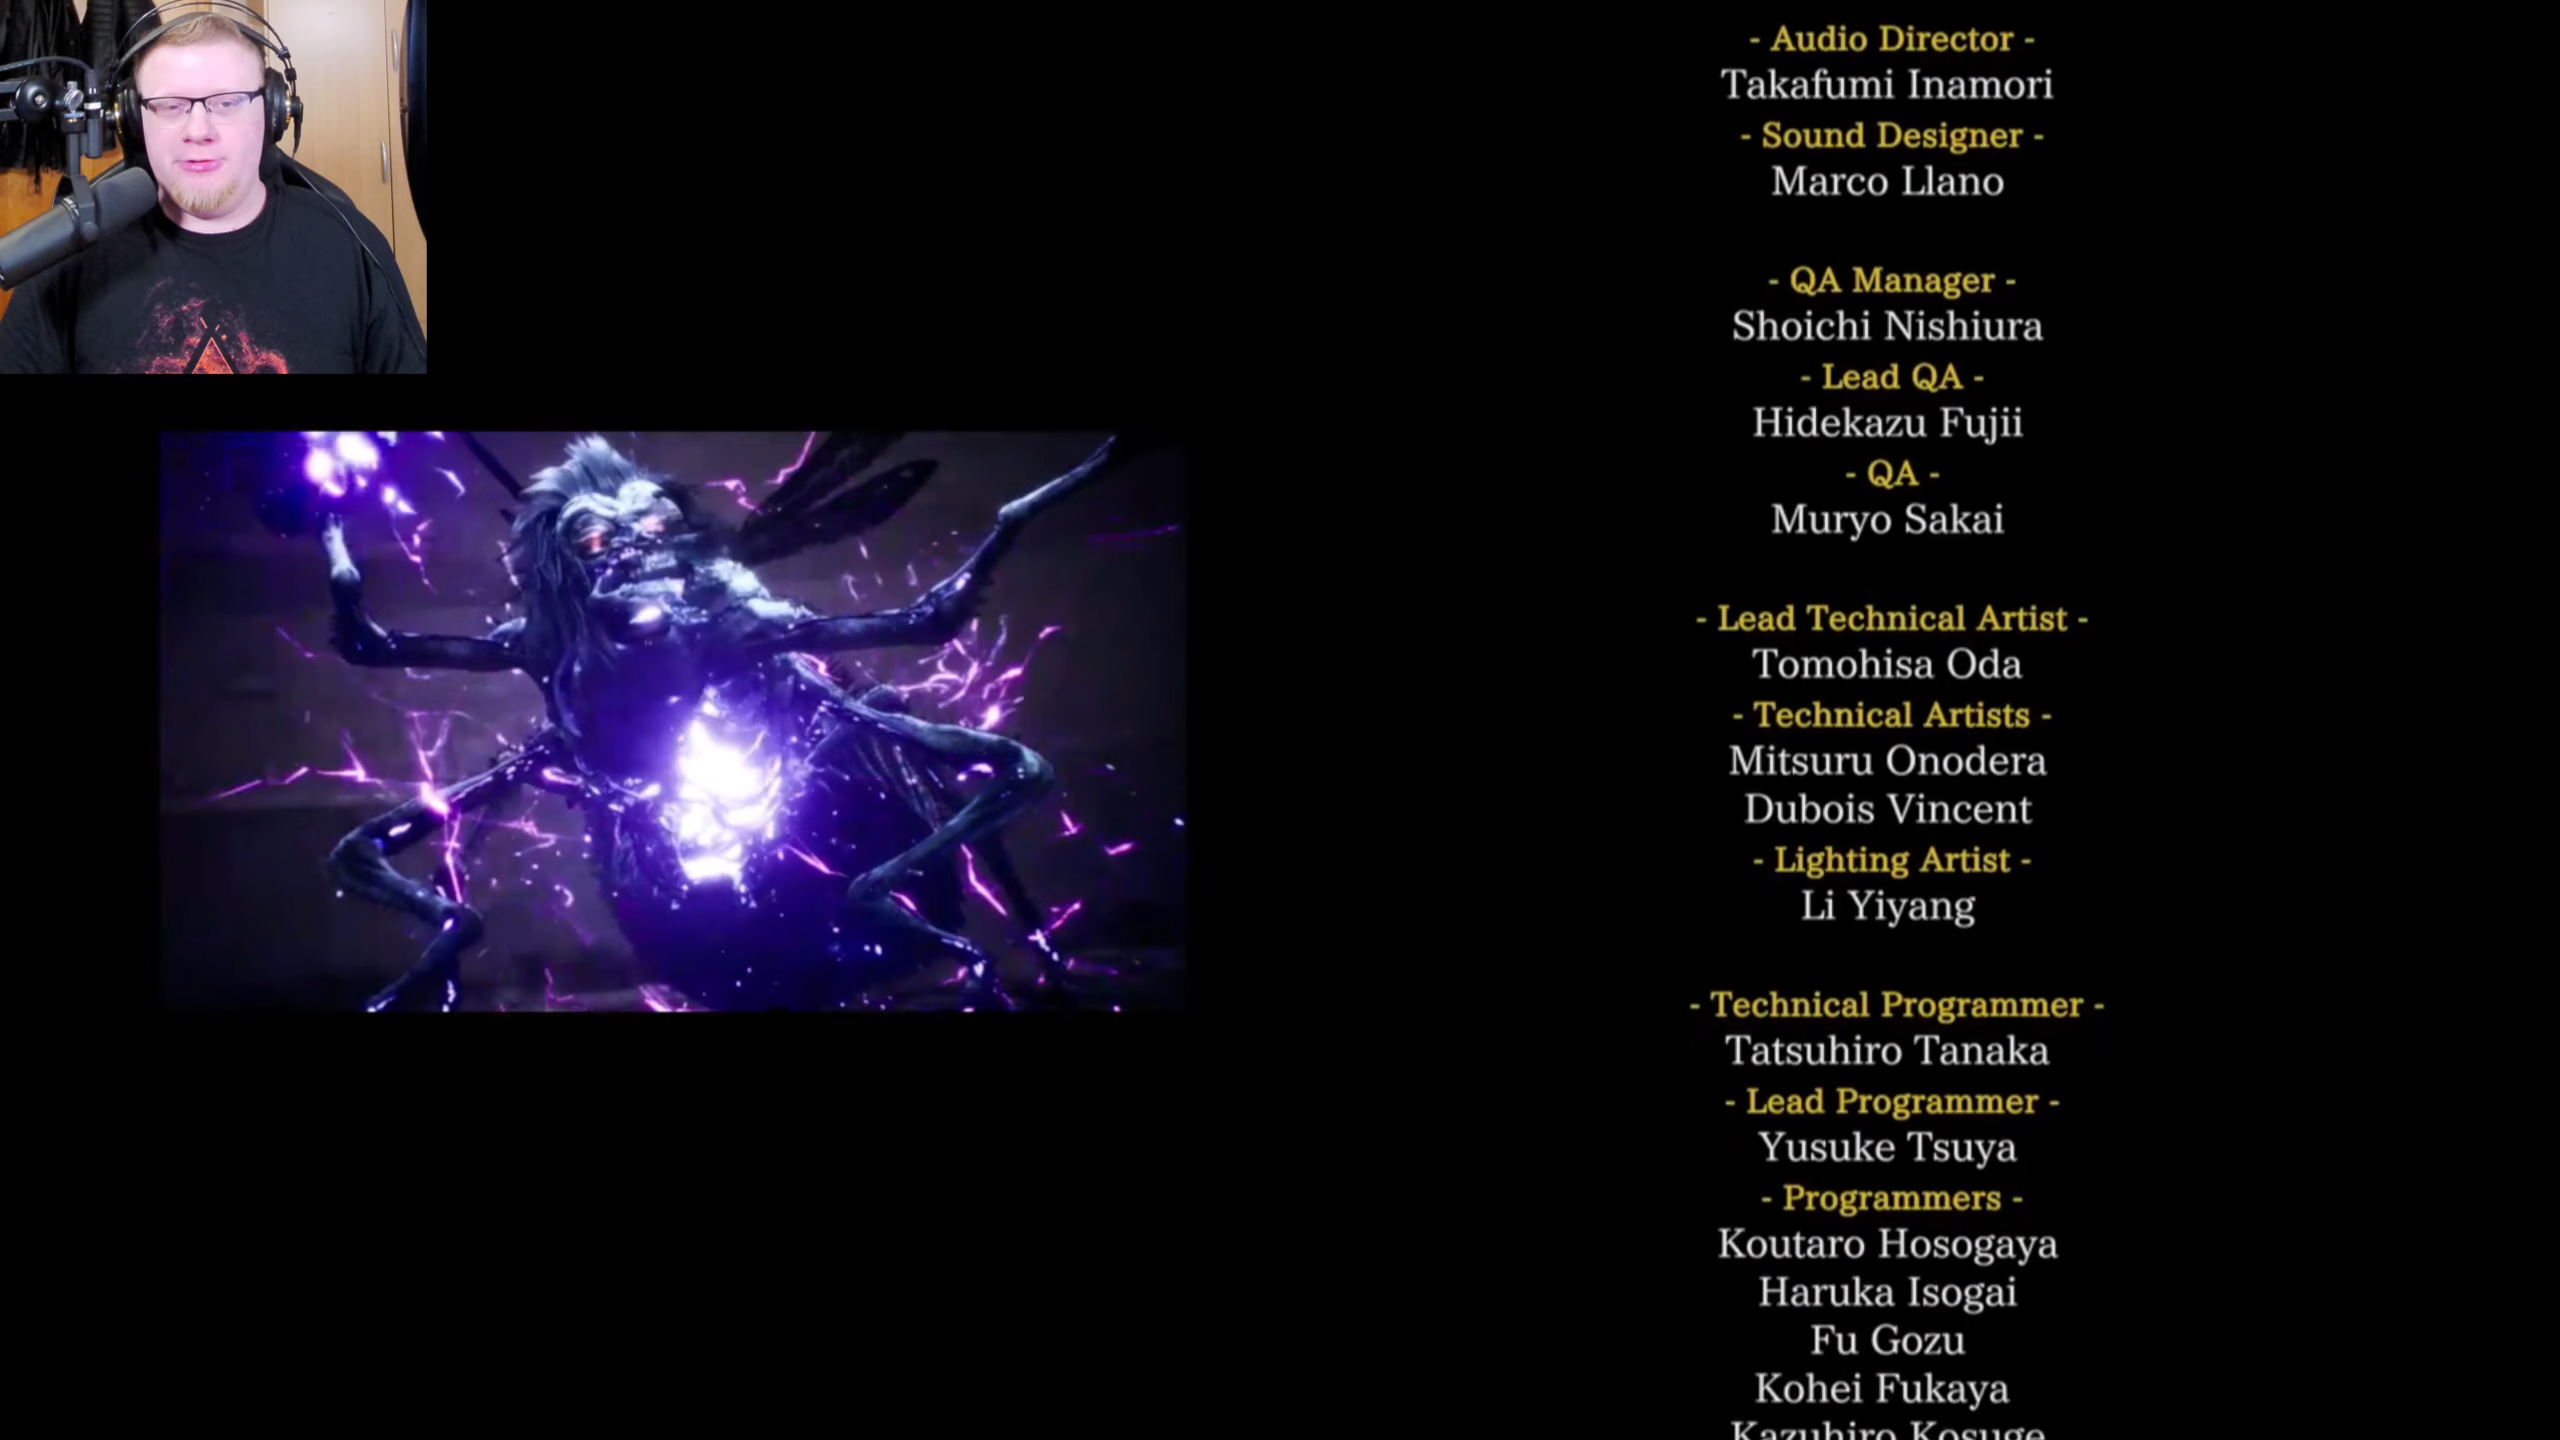 - Audio Director -
Takafumi Inamori
- Sound Designer -
Marco Llano
- QA Manager -
Shoichi Nishiura
- Lead QA -
Hidekazu Fujii
- QA -
Muryo Sakai
- Lead Technical Artist -
Tomohisa Oda
- Technical Artists -
Mitsuru Onodera
Dubois Vincent
- Lighting Artist -
Li Yiyang
- Technical Programmer -
Tatsuhiro Tanaka
- Lead Programmer -
Yusuke Tsuya
- Programmers -
Koutaro Hosogaya
Haruka Isogai
Fu Gozu
Kohei Fukaya
Kazuhiro Kosuge